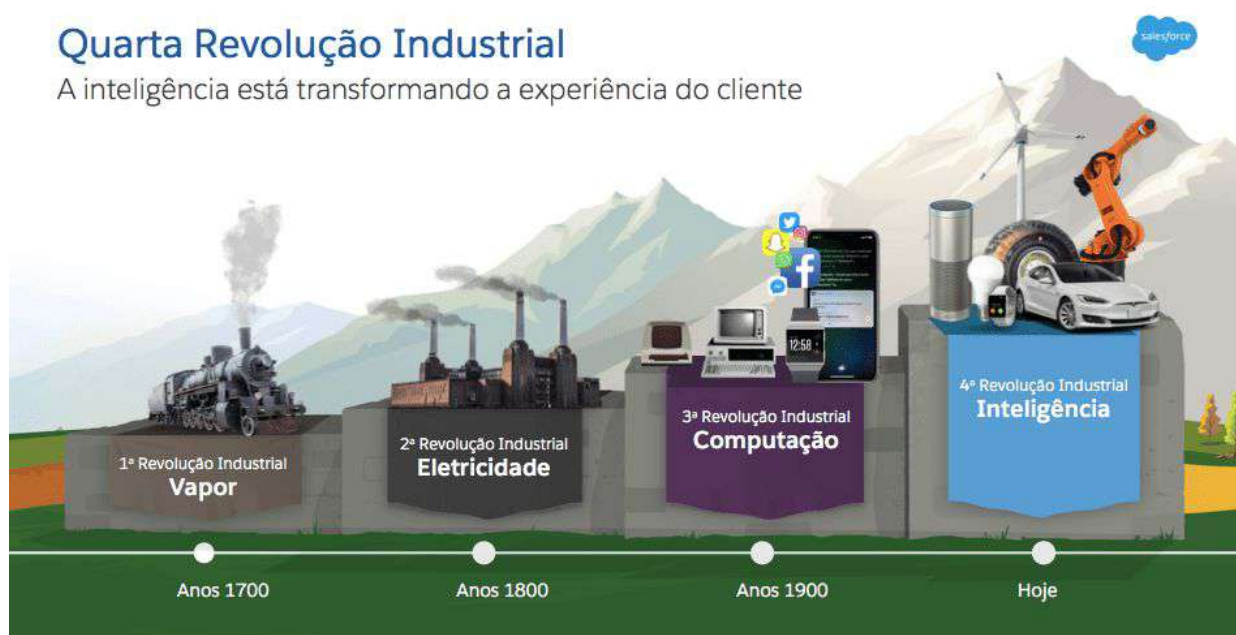 Quarta Revolução Industrial
A inteligência está transformando a experiência do cliente
salesforce
1ª Revolução Industrial
Vapor
2ª Revolução Industrial
Eletricidade
3ª Revolução Industrial
Computação
4ª Revolução Industrial
Inteligência
12:58
Anos 1700
Anos 1800
Anos 1900
Hoje